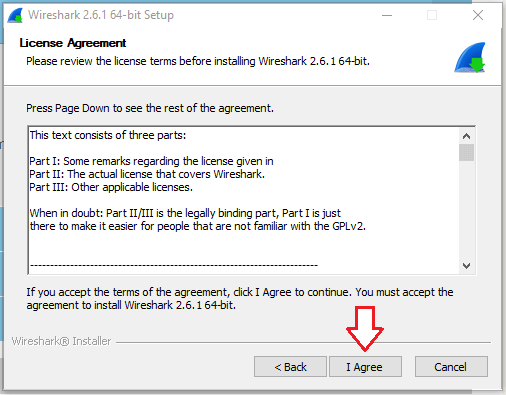 Wireshark 2.6.1 64-bit Setup
License Agreement
Please review the license terms before installing Wireshark 2.6.1 64-bit.
Press Page Down to see the rest of the agreement.
This text consists of three parts:
Part I: Some remarks regarding the license given in
Part II: The actual license that covers Wireshark.
Part III: Other applicable licenses.
When in doubt: Part II/III is the legally binding part, Part I is just
there to make it easier for people that are not familiar with the GPLv2.
------------------------------------------------------------------------
If you accept the terms of the agreement, click I Agree to continue. You must accept the
agreement to install Wireshark 2.6.1 64-bit.
Wireshark® Installer
< Back
I Agree
Cancel